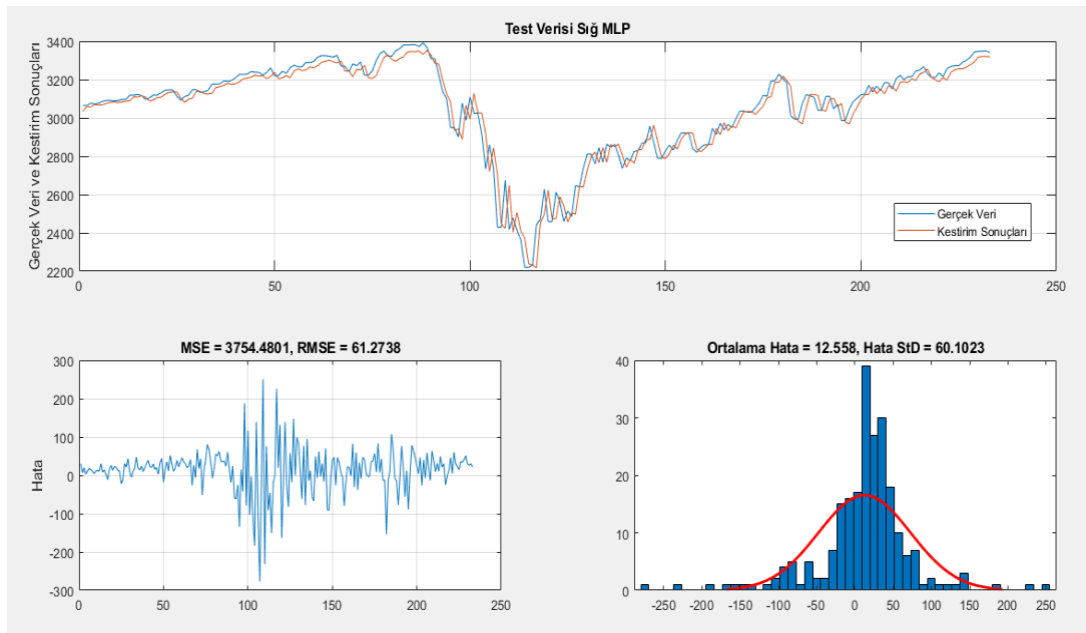 Test Verisi Sığ MLP
Gerçek Veri ve Kestirim Sonuçları
3400
3200
3000
2800
2600
2400
2200
0 50 100 150 200 250
Gerçek Veri
Kestirim Sonuçları
MSE = 3754.4801, RMSE = 61.2738
Hata
300
200
100
0
-100
-200
-300
0 50 100 150 200 250
Ortalama Hata = 12.558, Hata StD = 60.1023
40
30
20
10
0
-250 -200 -150 -100 -50 0 50 100 150 200 250